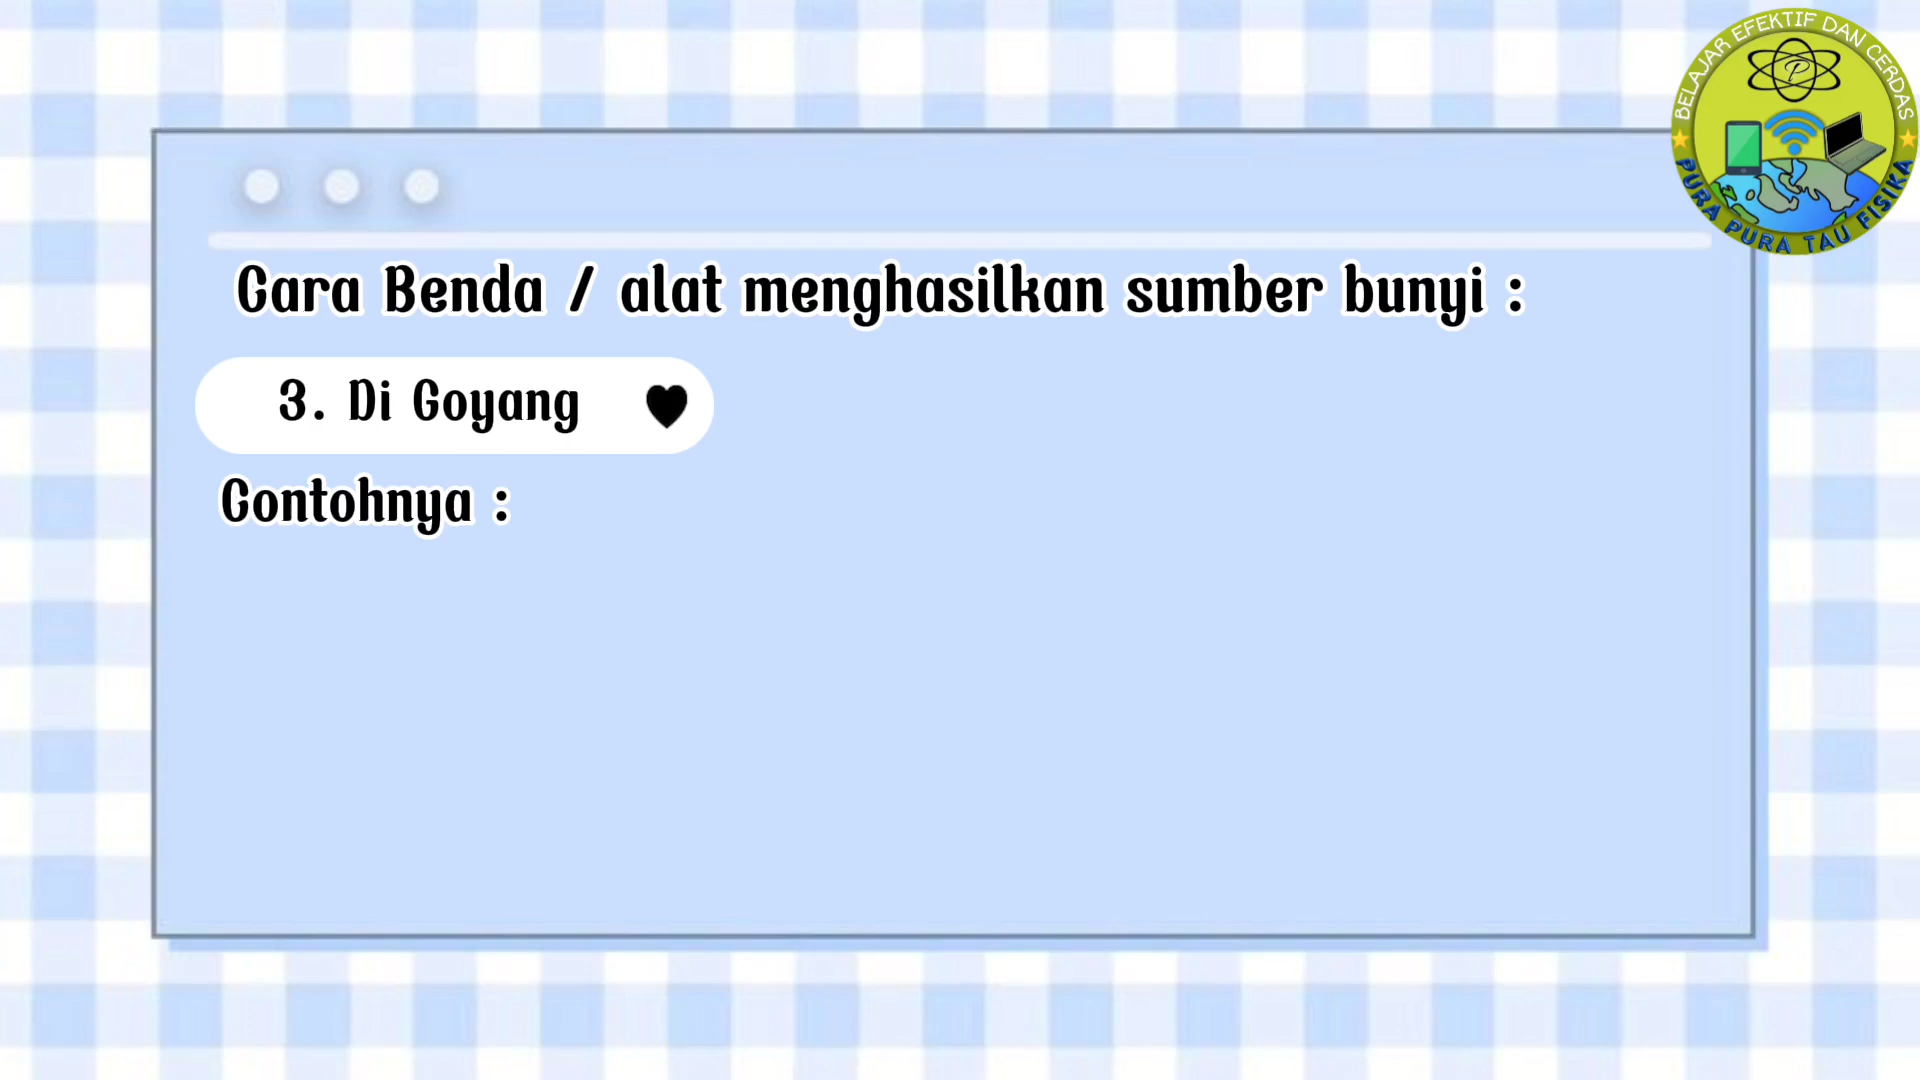 BELAJAR EFEKTIF DAN CERDAS
P
PURA PURA TAU FISIKA
Cara Benda / alat menghasilkan sumber bunyi :
3. Di Goyang
Contohnya :